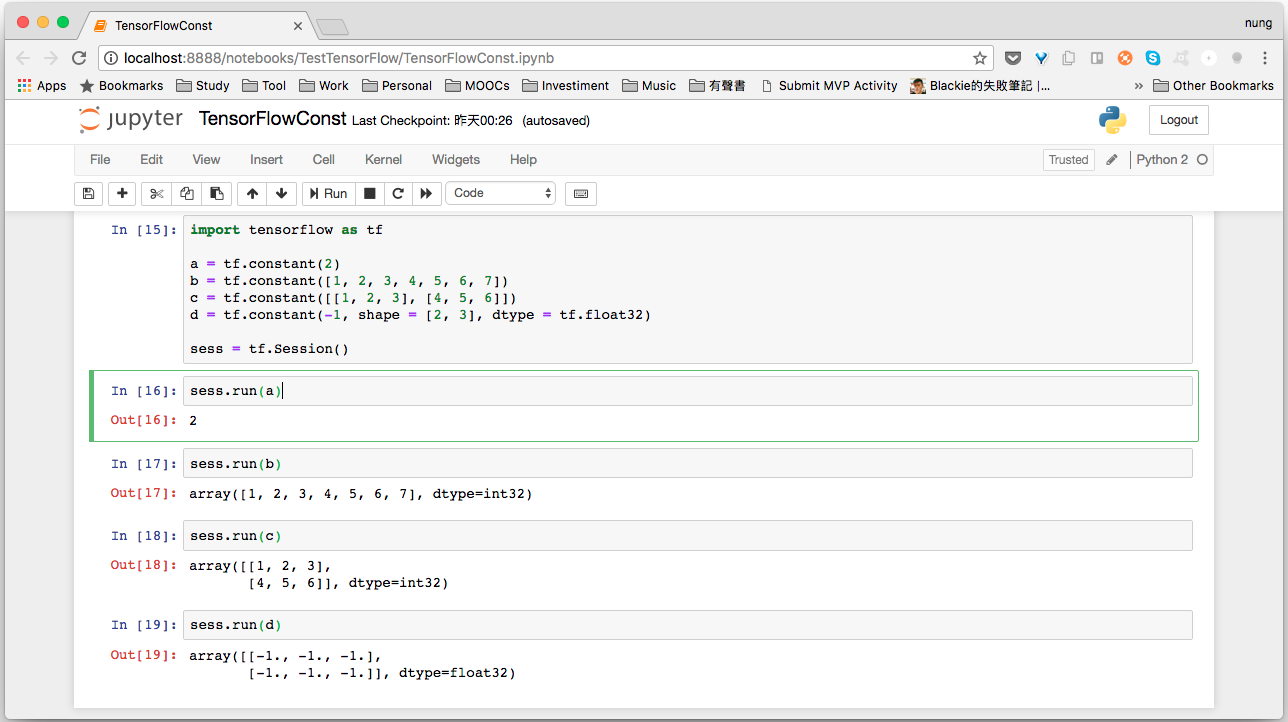 TensorFlowConst
nung
localhost:8888/notebooks/TestTensorFlow/TensorFlowConst.ipynb
Apps Bookmarks Study Tool Work Personal MOOCs Investiment Music 有聲書 Submit MVP Activity Blackie的失敗筆記 |... » Other Bookmarks
jupyter TensorFlowConst Last Checkpoint: 昨天00:26 (autosaved) Logout
File Edit View Insert Cell Kernel Widgets Help Trusted Python 2
Run Code
In [15]: import tensorflow as tf
a = tf.constant(2)
b = tf.constant([1, 2, 3, 4, 5, 6, 7])
c = tf.constant([[1, 2, 3], [4, 5, 6]])
d = tf.constant(-1, shape = [2, 3], dtype = tf.float32)
sess = tf.Session()
In [16]: sess.run(a)
Out[16]: 2
In [17]: sess.run(b)
Out[17]: array([1, 2, 3, 4, 5, 6, 7], dtype=int32)
In [18]: sess.run(c)
Out[18]: array([[1, 2, 3],
[4, 5, 6]], dtype=int32)
In [19]: sess.run(d)
Out[19]: array([[-1., -1., -1.],
[-1., -1., -1.]], dtype=float32)